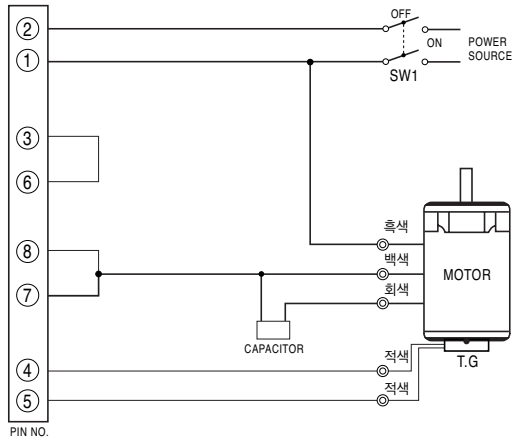 ②
OFF
①
ON
POWER
SOURCE
SW1
③
⑥
흑색
⑧
백색
MOTOR
⑦
회색
CAPACITOR
④
적색
T.G
⑤
적색
PIN NO.